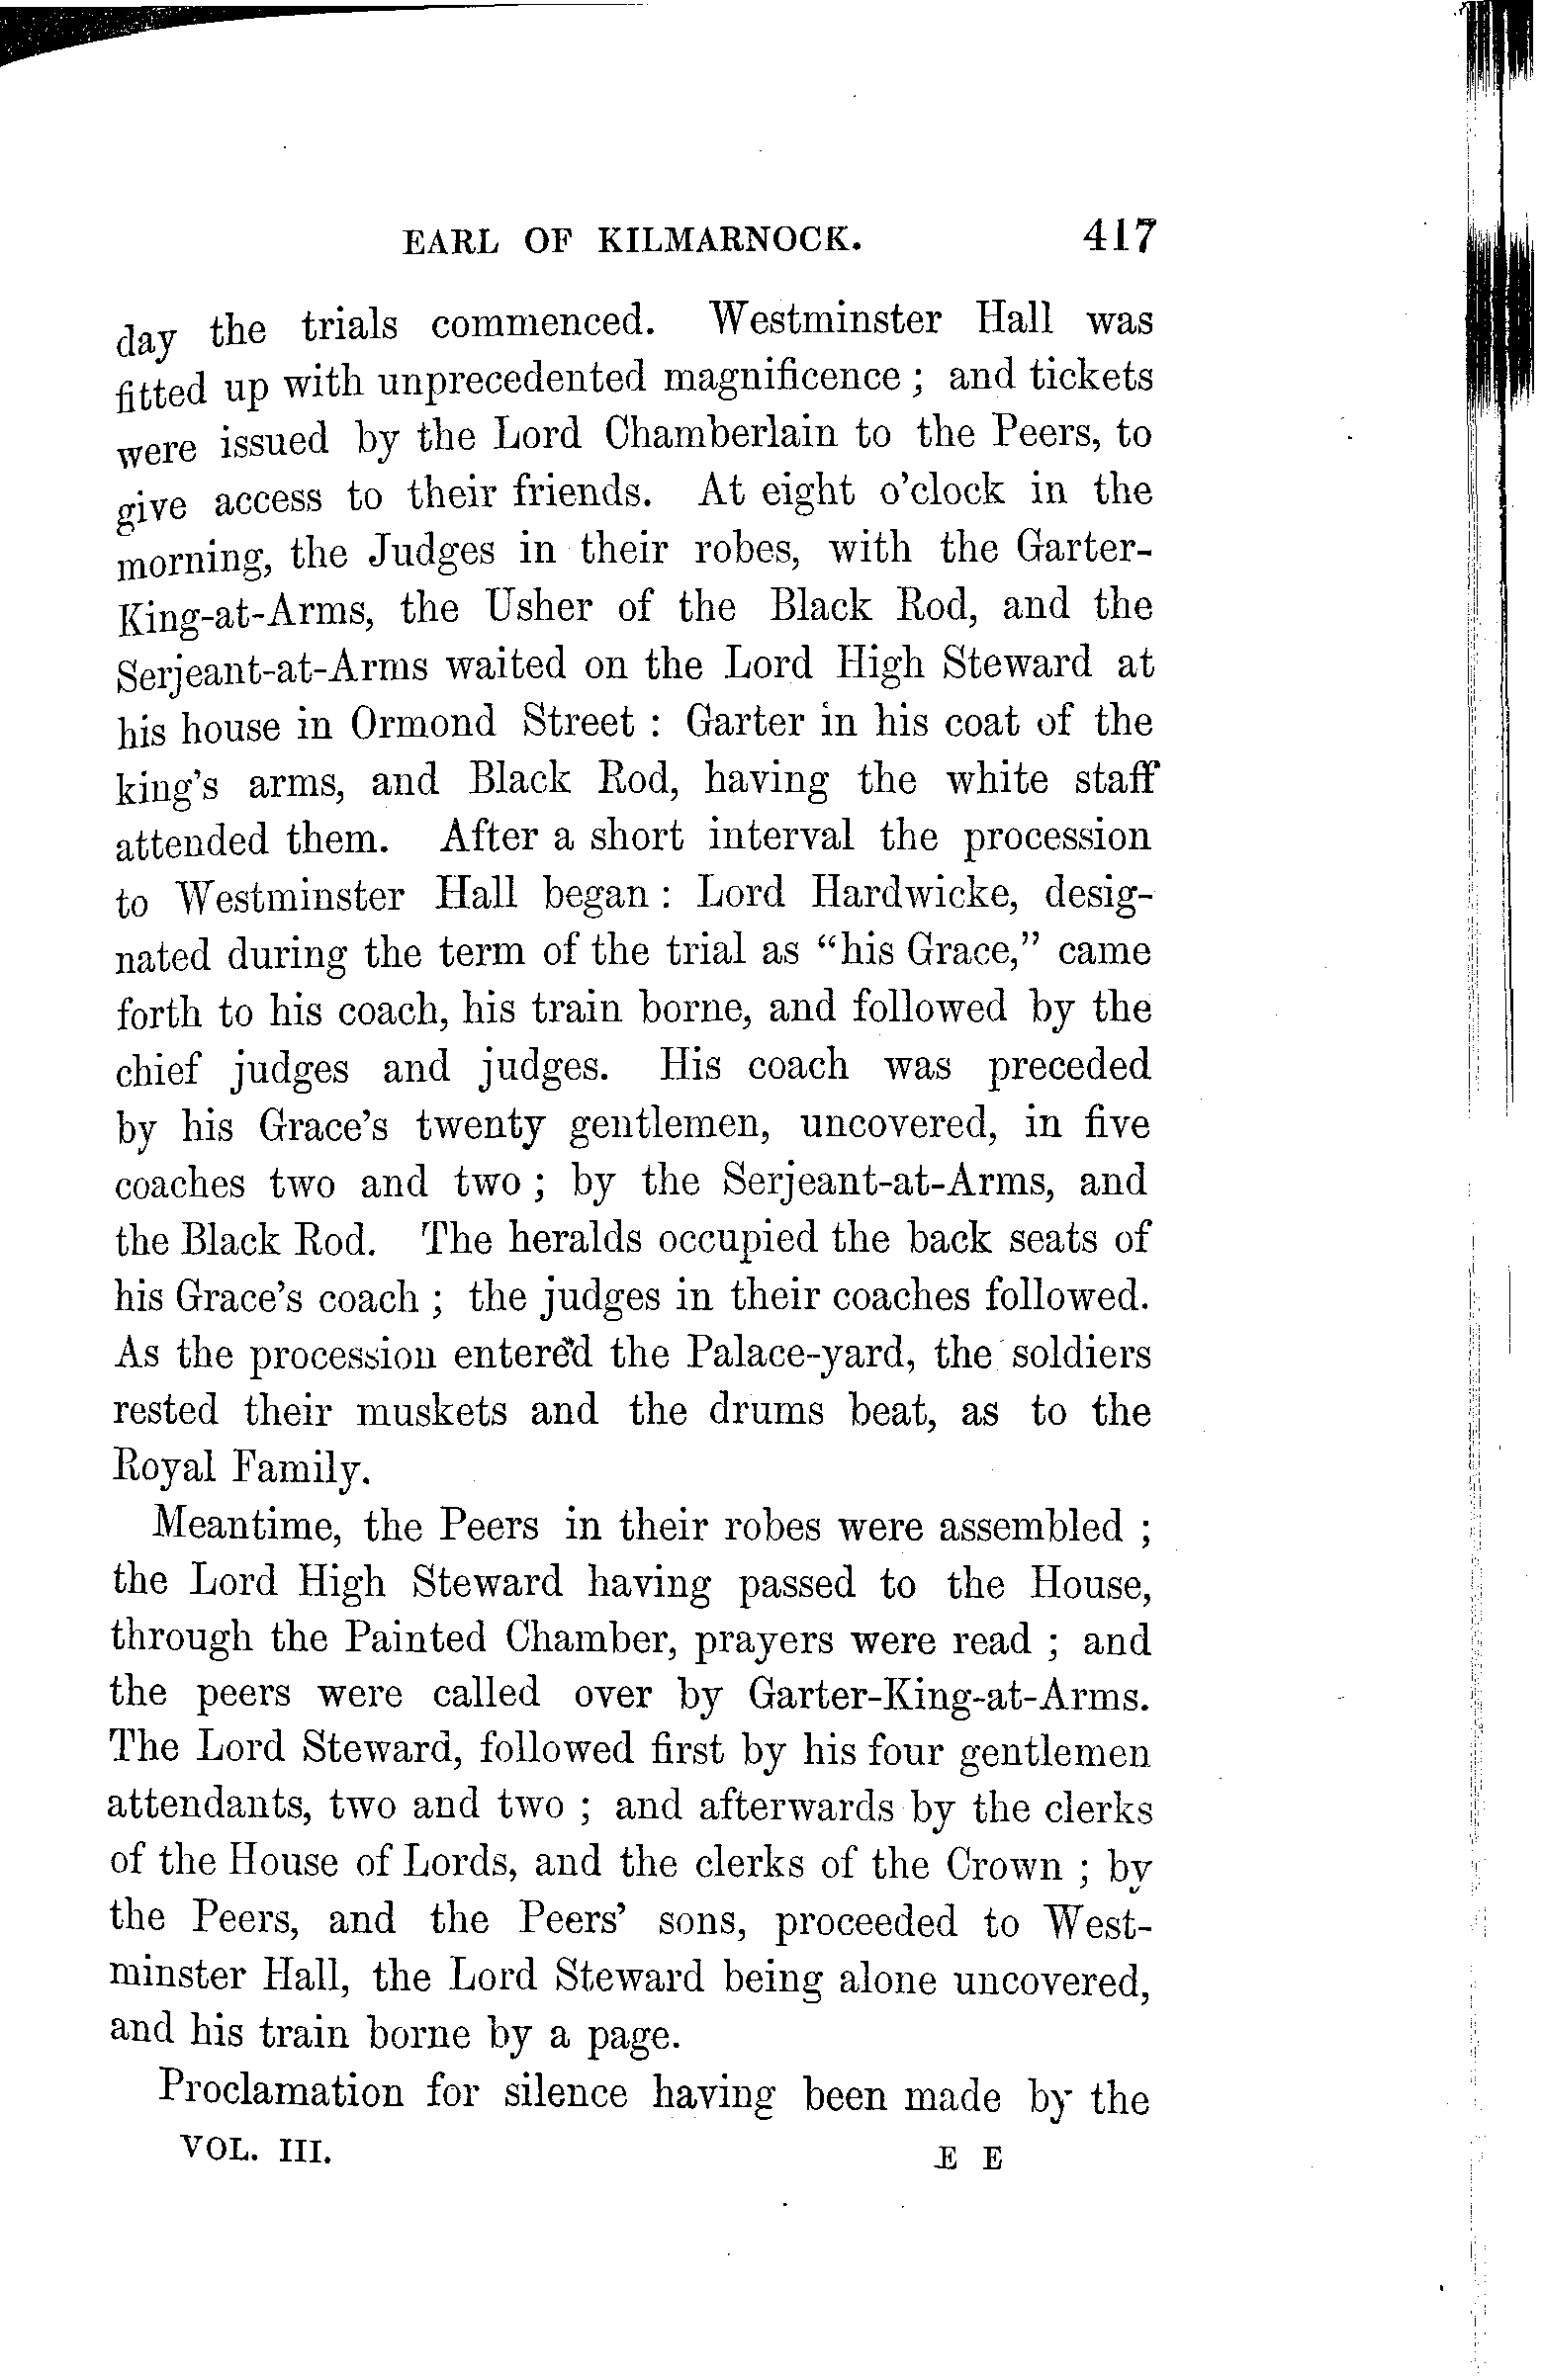 EARL OF KILMARNOCK. 417
day the trials commenced. Westminster Hall was
fitted up with unprecedented magnificence ; and tickets
were issued by the Lord Chamberlain to the Peers, to
give access to their friends. At eight o'clock in the
morning, the Judges in their robes, with the Garter-
King-at-Arms, the Usher of the Black Rod, and the
Serjeant-at-Arms waited on the Lord High Steward at
his house in Ormond Street : Garter in his coat of the
king's arms, and Black Rod, having the white staff
attended them. After a short interval the procession
to Westminster Hall began : Lord Hardwicke, desig-
nated during the term of the trial as "his Grace," came
forth to his coach, his train borne, and followed by the
chief judges and judges. His coach was preceded
by his Grace's twenty gentlemen, uncovered, in five
coaches two and two ; by the Serjeant-at-Arms, and
the Black Rod. The heralds occupied the back seats of
his Grace's coach ; the judges in their coaches followed.
As the procession entered the Palace-yard, the soldiers
rested their muskets and the drums beat, as to the
Royal Family.
Meantime, the Peers in their robes were assembled ;
the Lord High Steward having passed to the House,
through the Painted Chamber, prayers were read ; and
the peers were called over by Garter-King-at-Arms.
The Lord Steward, followed first by his four gentlemen
attendants, two and two ; and afterwards by the clerks
of the House of Lords, and the clerks of the Crown ; by
the Peers, and the Peers' sons, proceeded to West-
minster Hall, the Lord Steward being alone uncovered,
and his train borne by a page.
Proclamation for silence having been made by the
VOL. III. E E